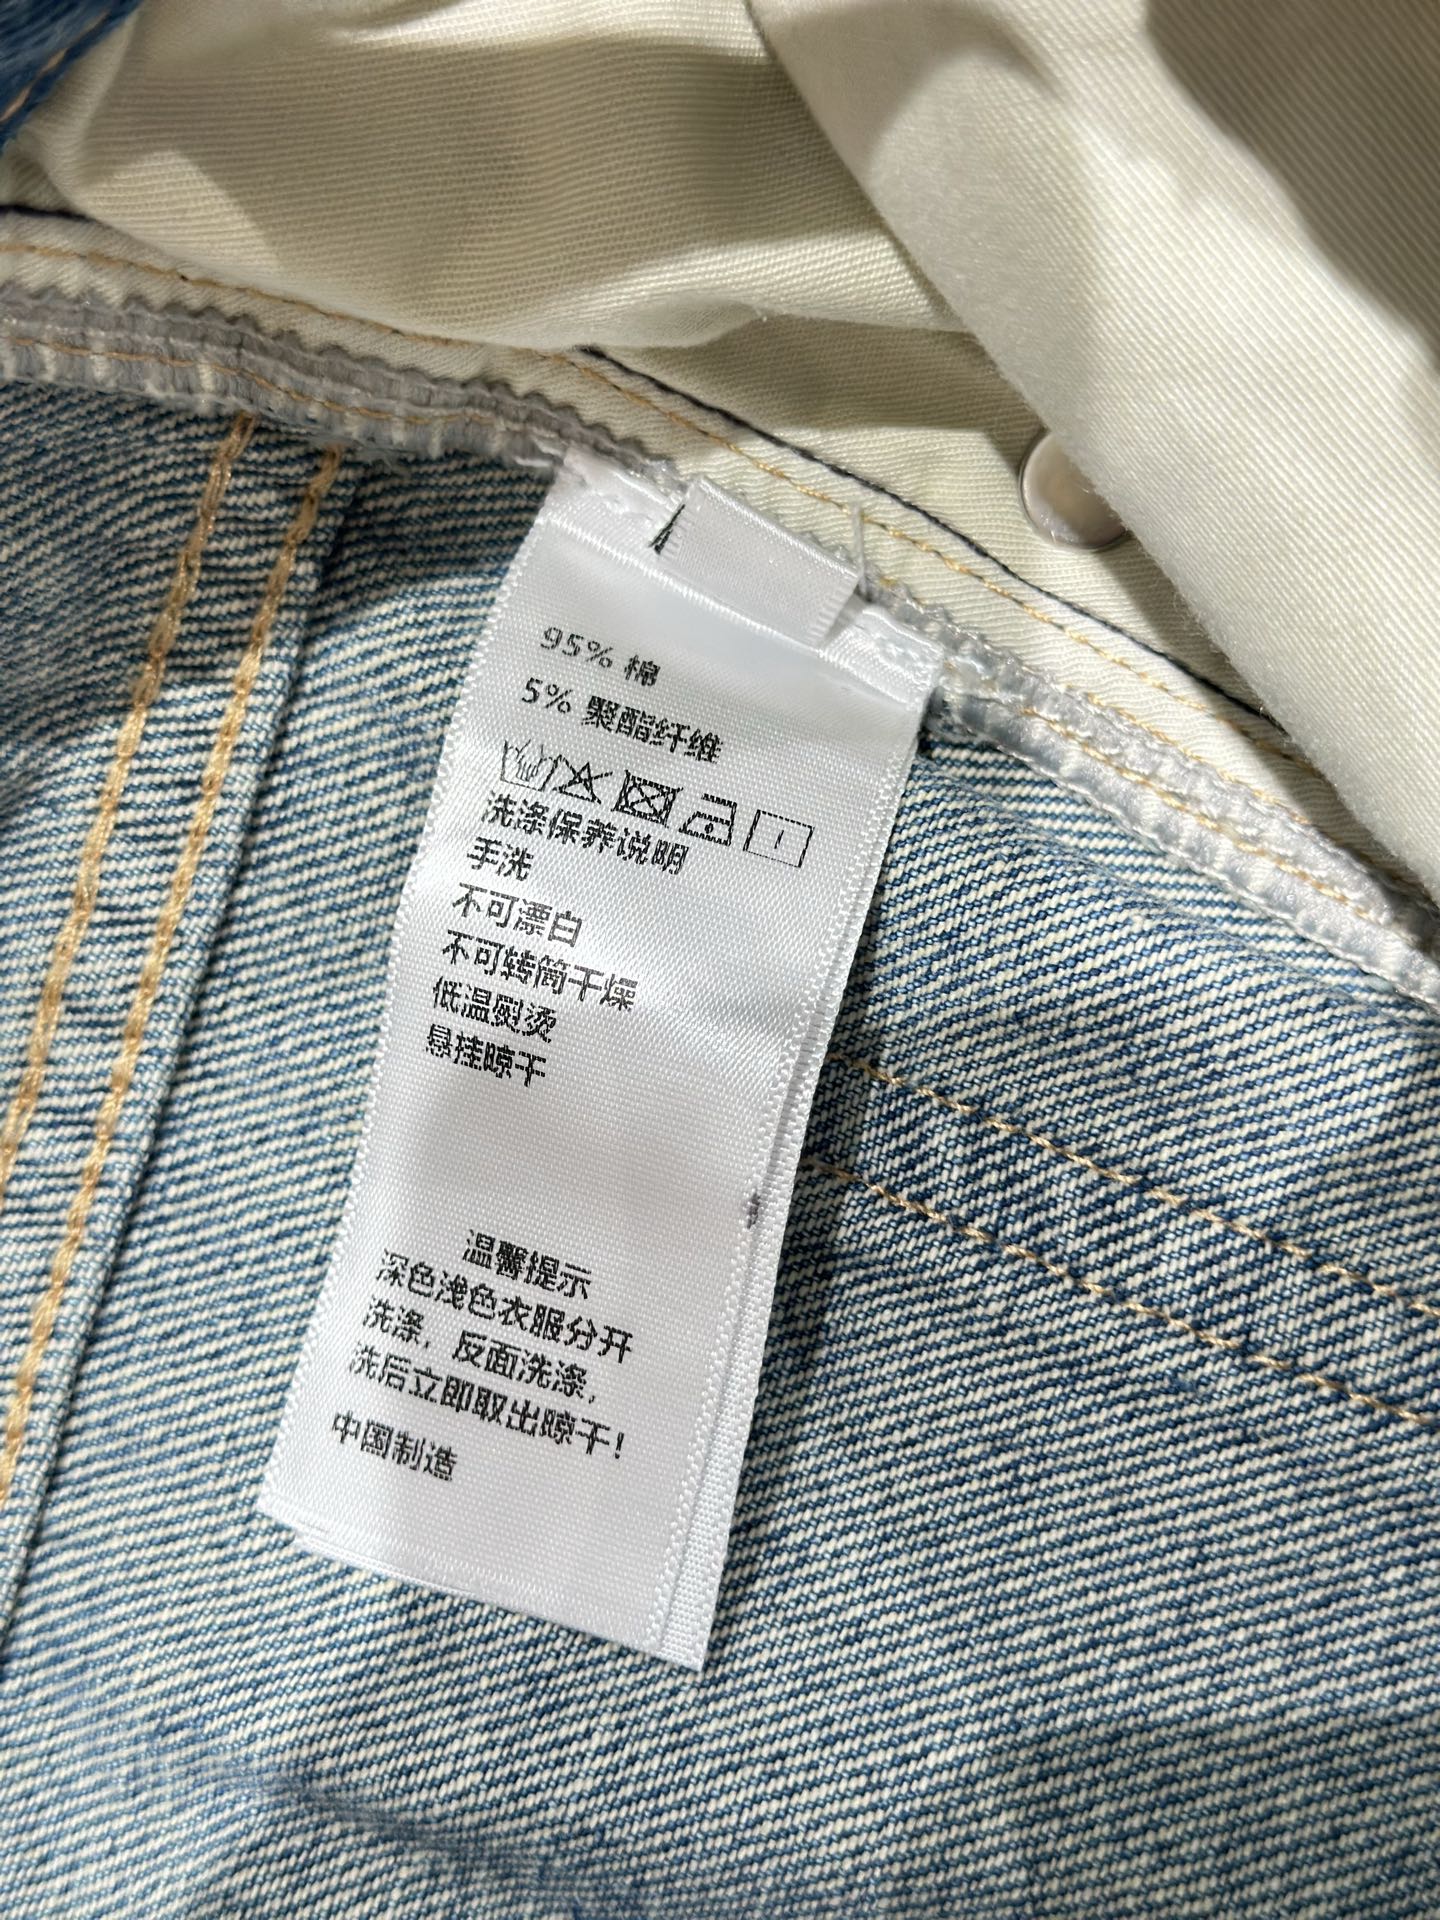 95% 棉
5% 聚酯纤维
洗涤保养说明
手洗
不可漂白
不可转筒干燥
低温熨烫
悬挂晾干
温馨提示
深色浅色衣服分开
洗涤，反面洗涤，
洗后立即取出晾干！
中国制造